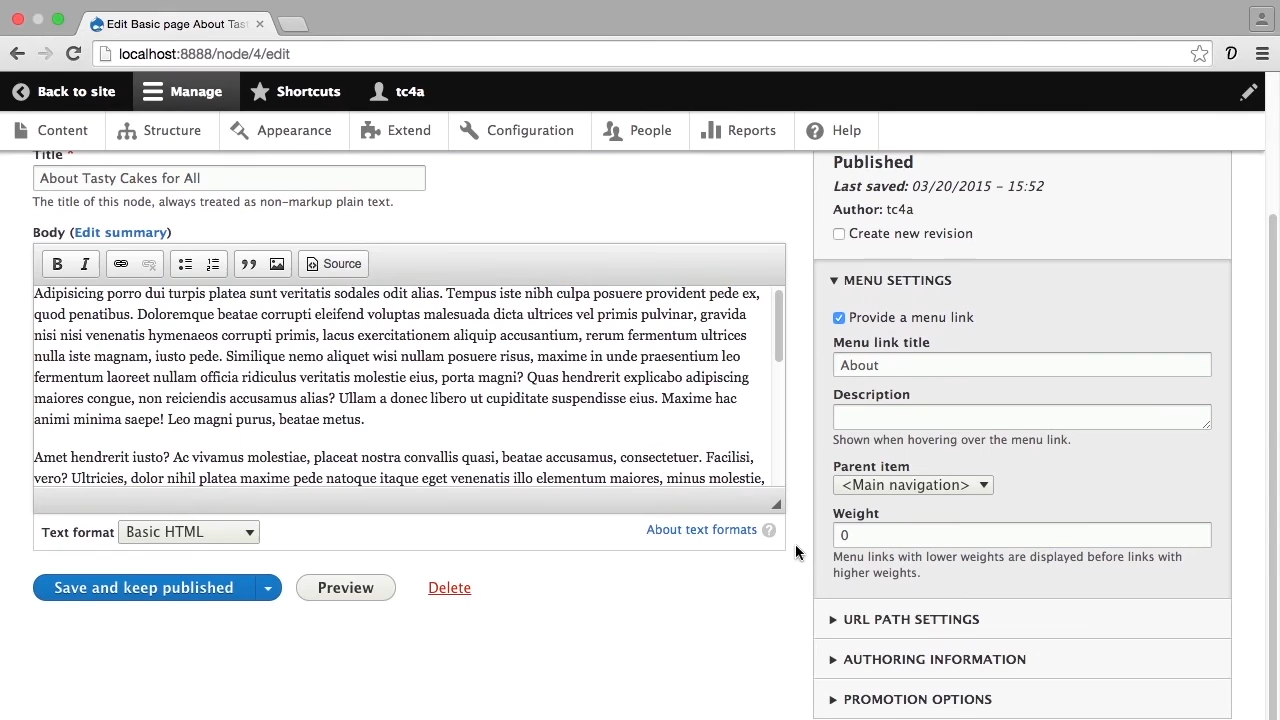 Edit Basic page About Tas
localhost:8888/node/4/edit
Back to site
Manage
Shortcuts
tc4a
Content
Structure
Appearance
Extend
Configuration
People
Reports
Help
Title *
About Tasty Cakes for All
The title of this node, always treated as non-markup plain text.
Body (Edit summary)
B I
Source
Adipisicing porro dui turpis platea sunt veritatis sodales odit alias. Tempus iste nibh culpa posuere provident pede ex,
quod penatibus. Doloremque beatae corrupti eleifend voluptas malesuada dicta ultrices vel primis pulvinar, gravida
nisi nisi venenatis hymenaeos corrupti primis, lacus exercitationem aliquip accusantium, rerum fermentum ultrices
nulla iste magnam, iusto pede. Similique nemo aliquet wisi nullam posuere risus, maxime in unde praesentium leo
fermentum laoreet nullam officia ridiculus veritatis molestie eius, porta magni? Quas hendrerit explicabo adipiscing
maiores congue, non reiciendis accusamus alias? Ullam a donec libero ut cupiditate suspendisse eius. Maxime hac
animi minima saepe! Leo magni purus, beatae metus.
Amet hendrerit iusto? Ac vivamus molestiae, placeat nostra convallis quasi, beatae accusamus, consectetuer. Facilisi,
vero? Ultricies, dolor nihil platea maxime pede natoque itaque eget venenatis illo elementum maiores, minus molestie,
Text format
Basic HTML
About text formats ?
Save and keep published
Preview
Delete
Published
Last saved: 03/20/2015 - 15:52
Author: tc4a
Create new revision
MENU SETTINGS
Provide a menu link
Menu link title
About
Description
Shown when hovering over the menu link.
Parent item
<Main navigation>
Weight
0
Menu links with lower weights are displayed before links with
higher weights.
URL PATH SETTINGS
AUTHORING INFORMATION
PROMOTION OPTIONS